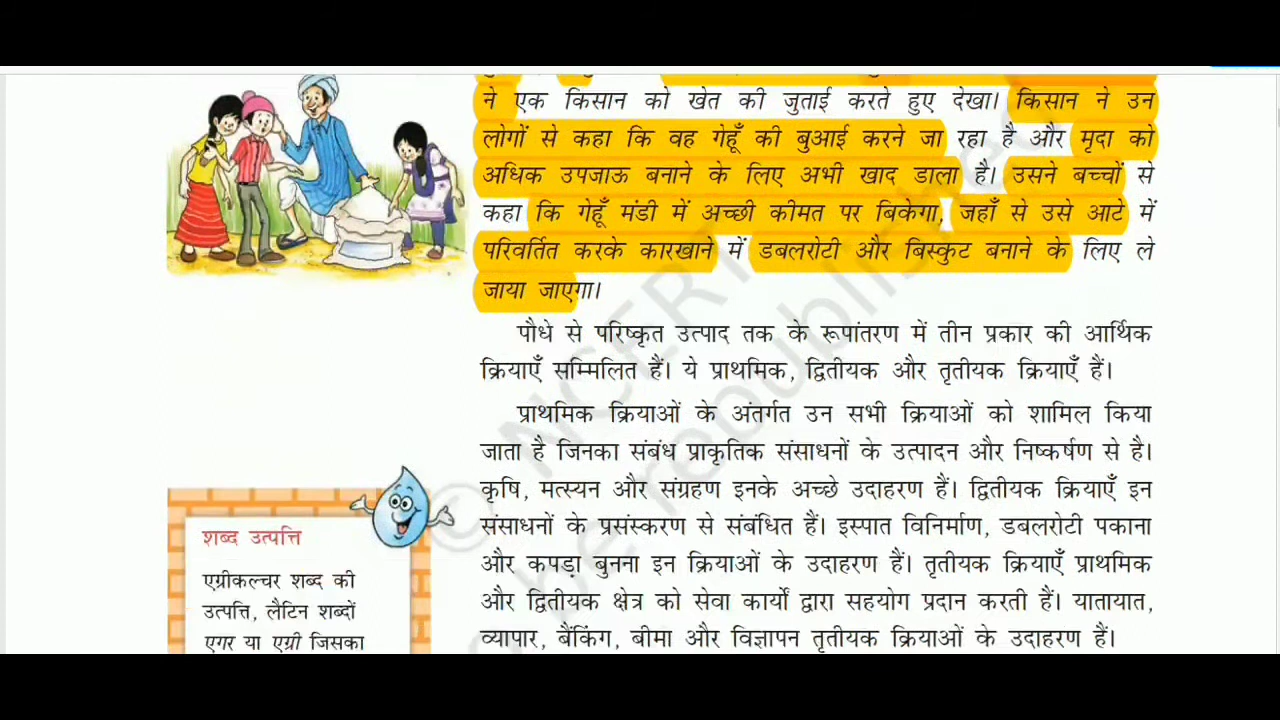 ने एक किसान को खेत की जुताई करते हुए देखा। किसान ने उन
लोगों से कहा कि वह गेहूँ की बुआई करने जा रहा है और मृदा को
अधिक उपजाऊ बनाने के लिए अभी खाद डाला है। उसने बच्चों से
कहा कि गेहूँ मंडी में अच्छी कीमत पर बिकेगा, जहाँ से उसे आटे में
परिवर्तित करके कारखाने में डबलरोटी और बिस्कुट बनाने के लिए ले
जाया जाएगा।
पौधे से परिष्कृत उत्पाद तक के रूपांतरण में तीन प्रकार की आर्थिक
क्रियाएँ सम्मिलित हैं। ये प्राथमिक, द्वितीयक और तृतीयक क्रियाएँ हैं।
प्राथमिक क्रियाओं के अंतर्गत उन सभी क्रियाओं को शामिल किया
जाता है जिनका संबंध प्राकृतिक संसाधनों के उत्पादन और निष्कर्षण से है।
कृषि, मत्स्यन और संग्रहण इनके अच्छे उदाहरण हैं। द्वितीयक क्रियाएँ इन
संसाधनों के प्रसंस्करण से संबंधित हैं। इस्पात विनिर्माण, डबलरोटी पकाना
और कपड़ा बुनना इन क्रियाओं के उदाहरण हैं। तृतीयक क्रियाएँ प्राथमिक
और द्वितीयक क्षेत्र को सेवा कार्यों द्वारा सहयोग प्रदान करती हैं। यातायात,
व्यापार, बैंकिंग, बीमा और विज्ञापन तृतीयक क्रियाओं के उदाहरण हैं।
शब्द उत्पत्ति
एग्रीकल्चर शब्द की
उत्पत्ति, लैटिन शब्दों
एगर या एग्री जिसका
© NCERT
be republished